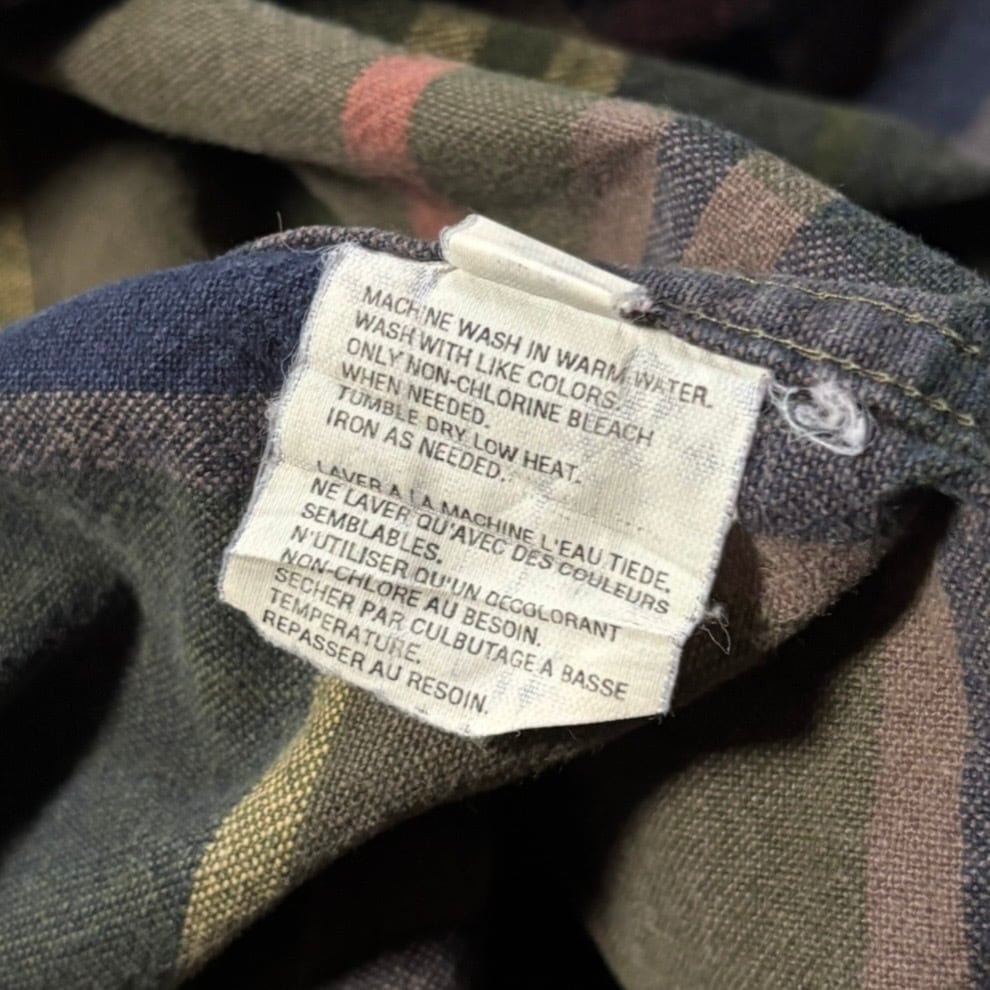 MACHINE WASH IN WARM WATER.
WASH WITH LIKE COLORS.
ONLY NON-CHLORINE BLEACH
WHEN NEEDED.
TUMBLE DRY LOW HEAT.
IRON AS NEEDED.
LAVER A LA MACHINE L'EAU TIEDE.
NE LAVER QU'AVEC DES COULEURS
SEMBLABLES.
N'UTILISER QU'UN DECOLORANT
NON-CHLORE AU BESOIN.
SECHER PAR CULBUTAGE A BASSE
TEMPERATURE.
REPASSER AU RESOIN.